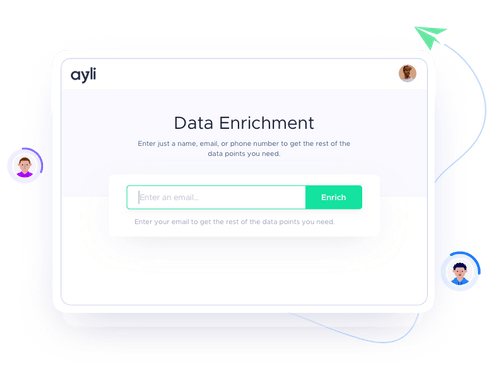 ayli
Data Enrichment
Enter just a name, email, or phone number to get the rest of the
data points you need.
Enter an email...
Enrich
Enter your email to get the rest of the data points you need.